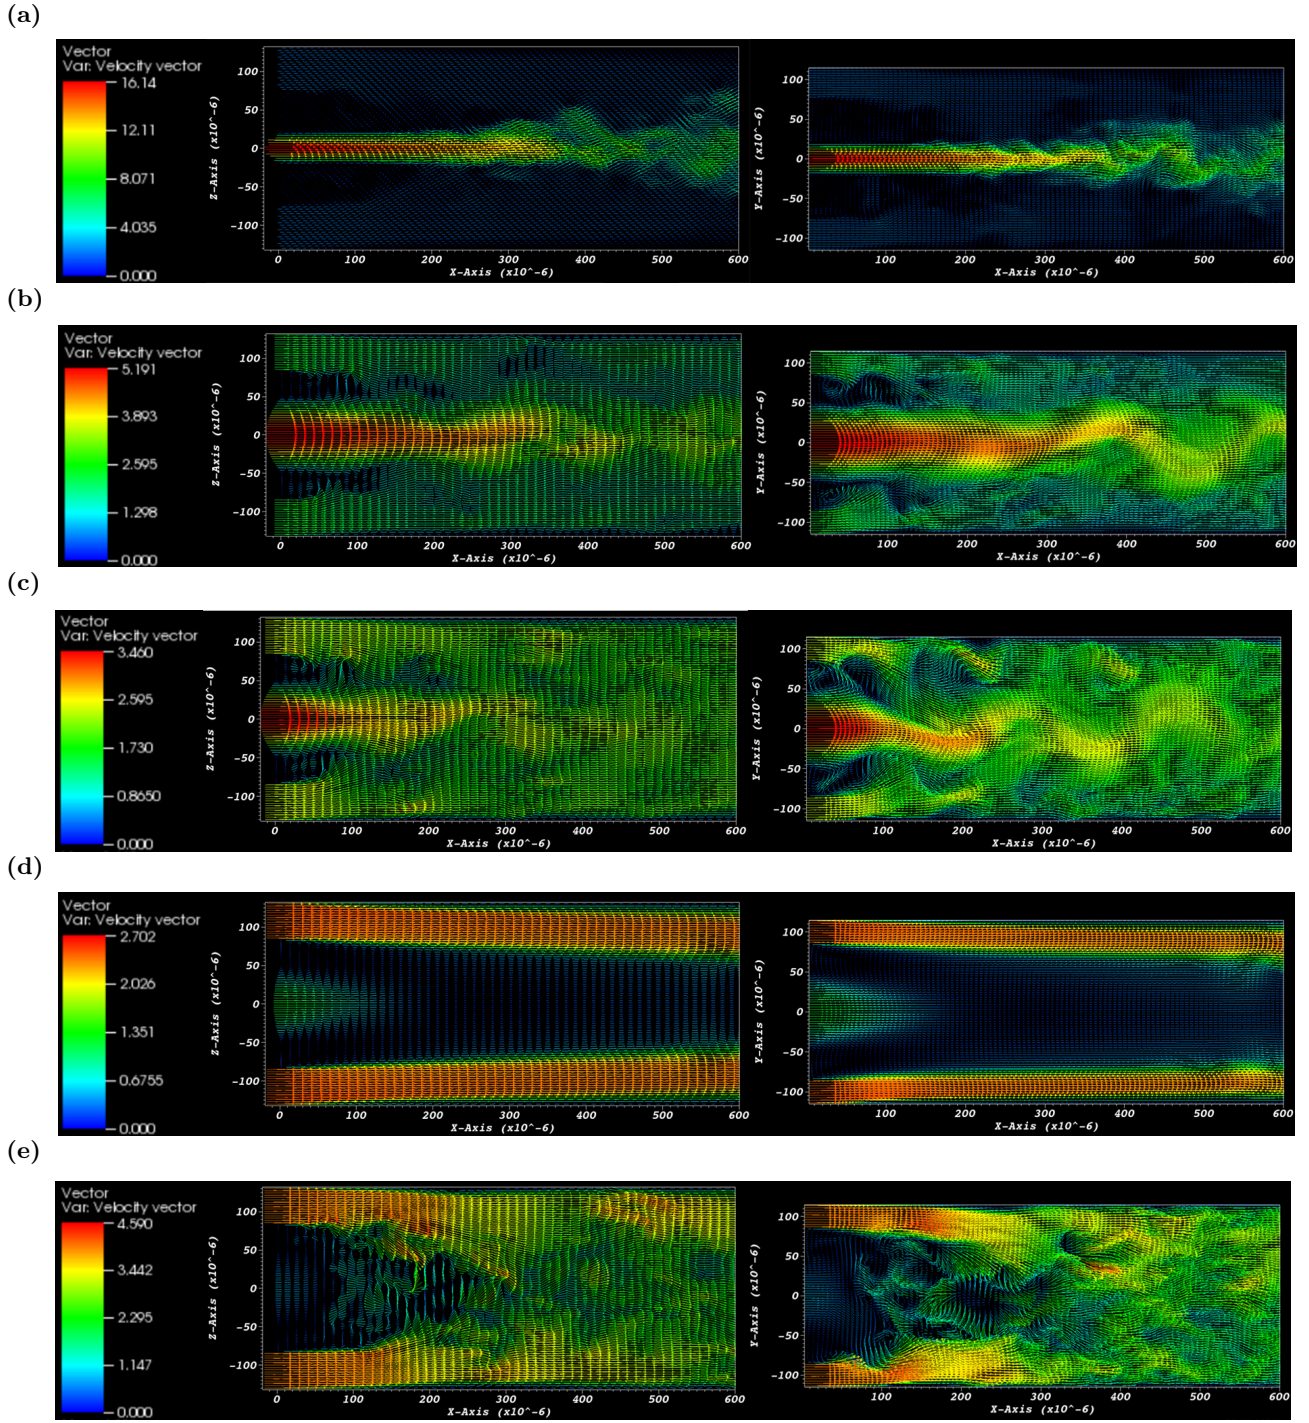 (a)
Vector
Var: Velocity vector
16.14
12.11
8.071
4.035
0.000
Z-Axis (x10^-6)
100
50
0
-50
-100
0 100 200 300 400 500 600
X-Axis (x10^-6)
Y-Axis (x10^-6)
100
50
0
-50
-100
100 200 300 400 500 600
X-Axis (x10^-6)
(b)
Vector
Var: Velocity vector
5.191
3.893
2.595
1.298
0.000
Z-Axis (x10^-6)
100
50
0
-50
-100
0 100 200 300 400 500 600
X-Axis (x10^-6)
Y-Axis (x10^-6)
100
50
0
-50
-100
100 200 300 400 500 600
X-Axis (x10^-6)
(c)
Vector
Var: Velocity vector
3.460
2.595
1.730
0.8650
0.000
Z-Axis (x10^-6)
100
50
0
-50
-100
0 100 200 300 400 500 600
X-Axis (x10^-6)
Y-Axis (x10^-6)
100
50
0
-50
-100
100 200 300 400 500 600
X-Axis (x10^-6)
(d)
Vector
Var: Velocity vector
2.702
2.026
1.351
0.6755
0.000
Z-Axis (x10^-6)
100
50
0
-50
-100
0 100 200 300 400 500 600
X-Axis (x10^-6)
Y-Axis (x10^-6)
100
50
0
-50
-100
100 200 300 400 500 600
X-Axis (x10^-6)
(e)
Vector
Var: Velocity vector
4.590
3.442
2.295
1.147
0.000
Z-Axis (x10^-6)
100
50
0
-50
-100
0 100 200 300 400 500 600
X-Axis (x10^-6)
Y-Axis (x10^-6)
100
50
0
-50
-100
100 200 300 400 500 600
X-Axis (x10^-6)